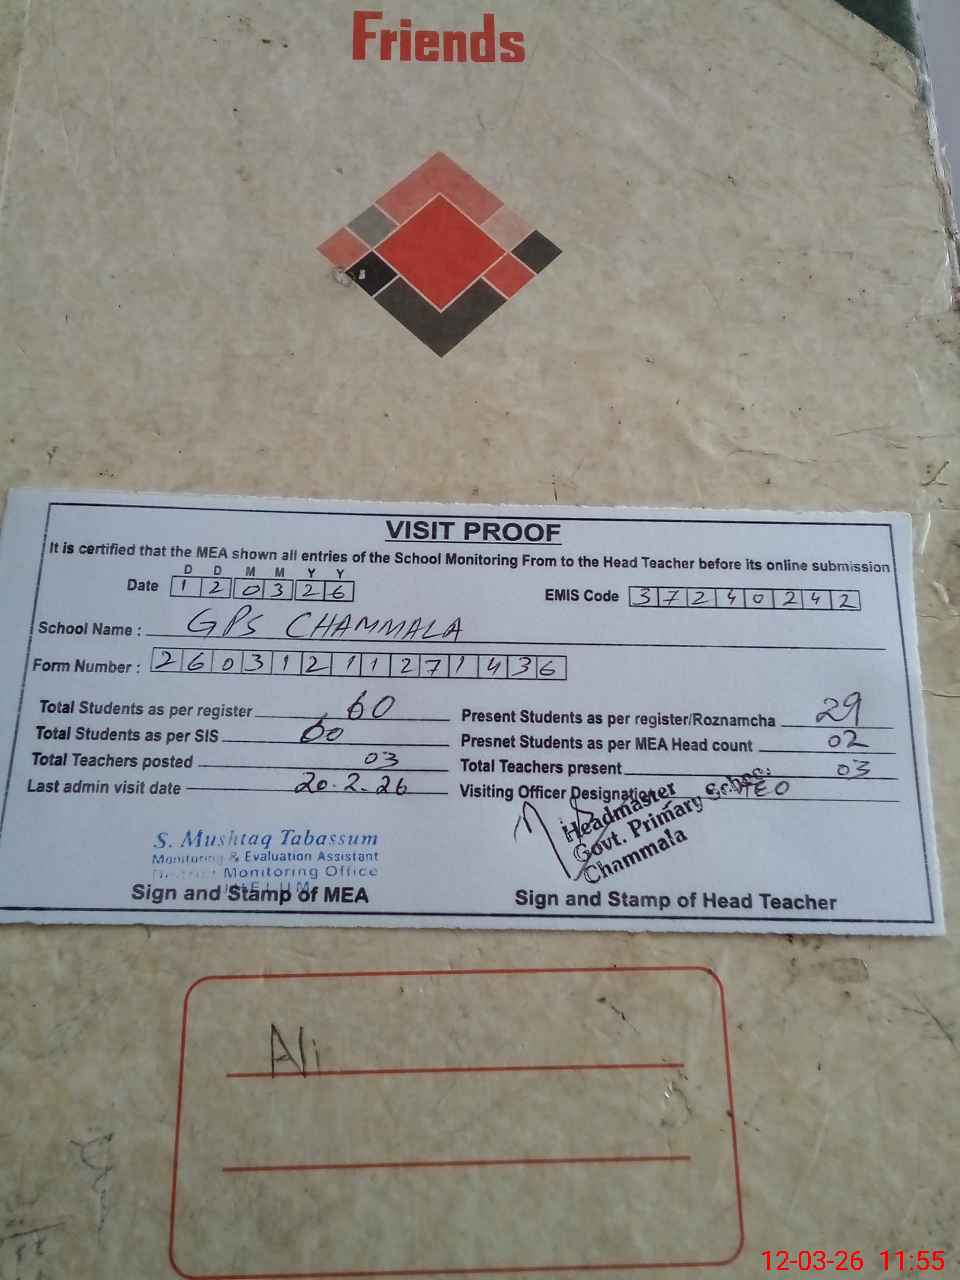 Friends
VISIT PROOF
It is certified that the MEA shown all entries of the School Monitoring From to the Head Teacher before its online submission
D D M M Y Y
Date 1 2 0 3 2 6
EMIS Code 3 7 2 4 0 2 4 2
School Name : GPS CHAMMALA
Form Number : 2 6 0 3 1 2 1 1 2 7 1 4 3 6
Total Students as per register 60
Present Students as per register/Roznamcha 29
Total Students as per SIS 60
Presnet Students as per MEA Head count 02
Total Teachers posted 03
Total Teachers present 03
Last admin visit date 20.2.26
Visiting Officer Designation AEO
Headmaster
Govt. Primary School
Chammala
S. Mushtaq Tabassum
Monitoring & Evaluation Assistant
District Monitoring Office
Sign and Stamp of MEA
Sign and Stamp of Head Teacher
Ali
12-03-26 11:55